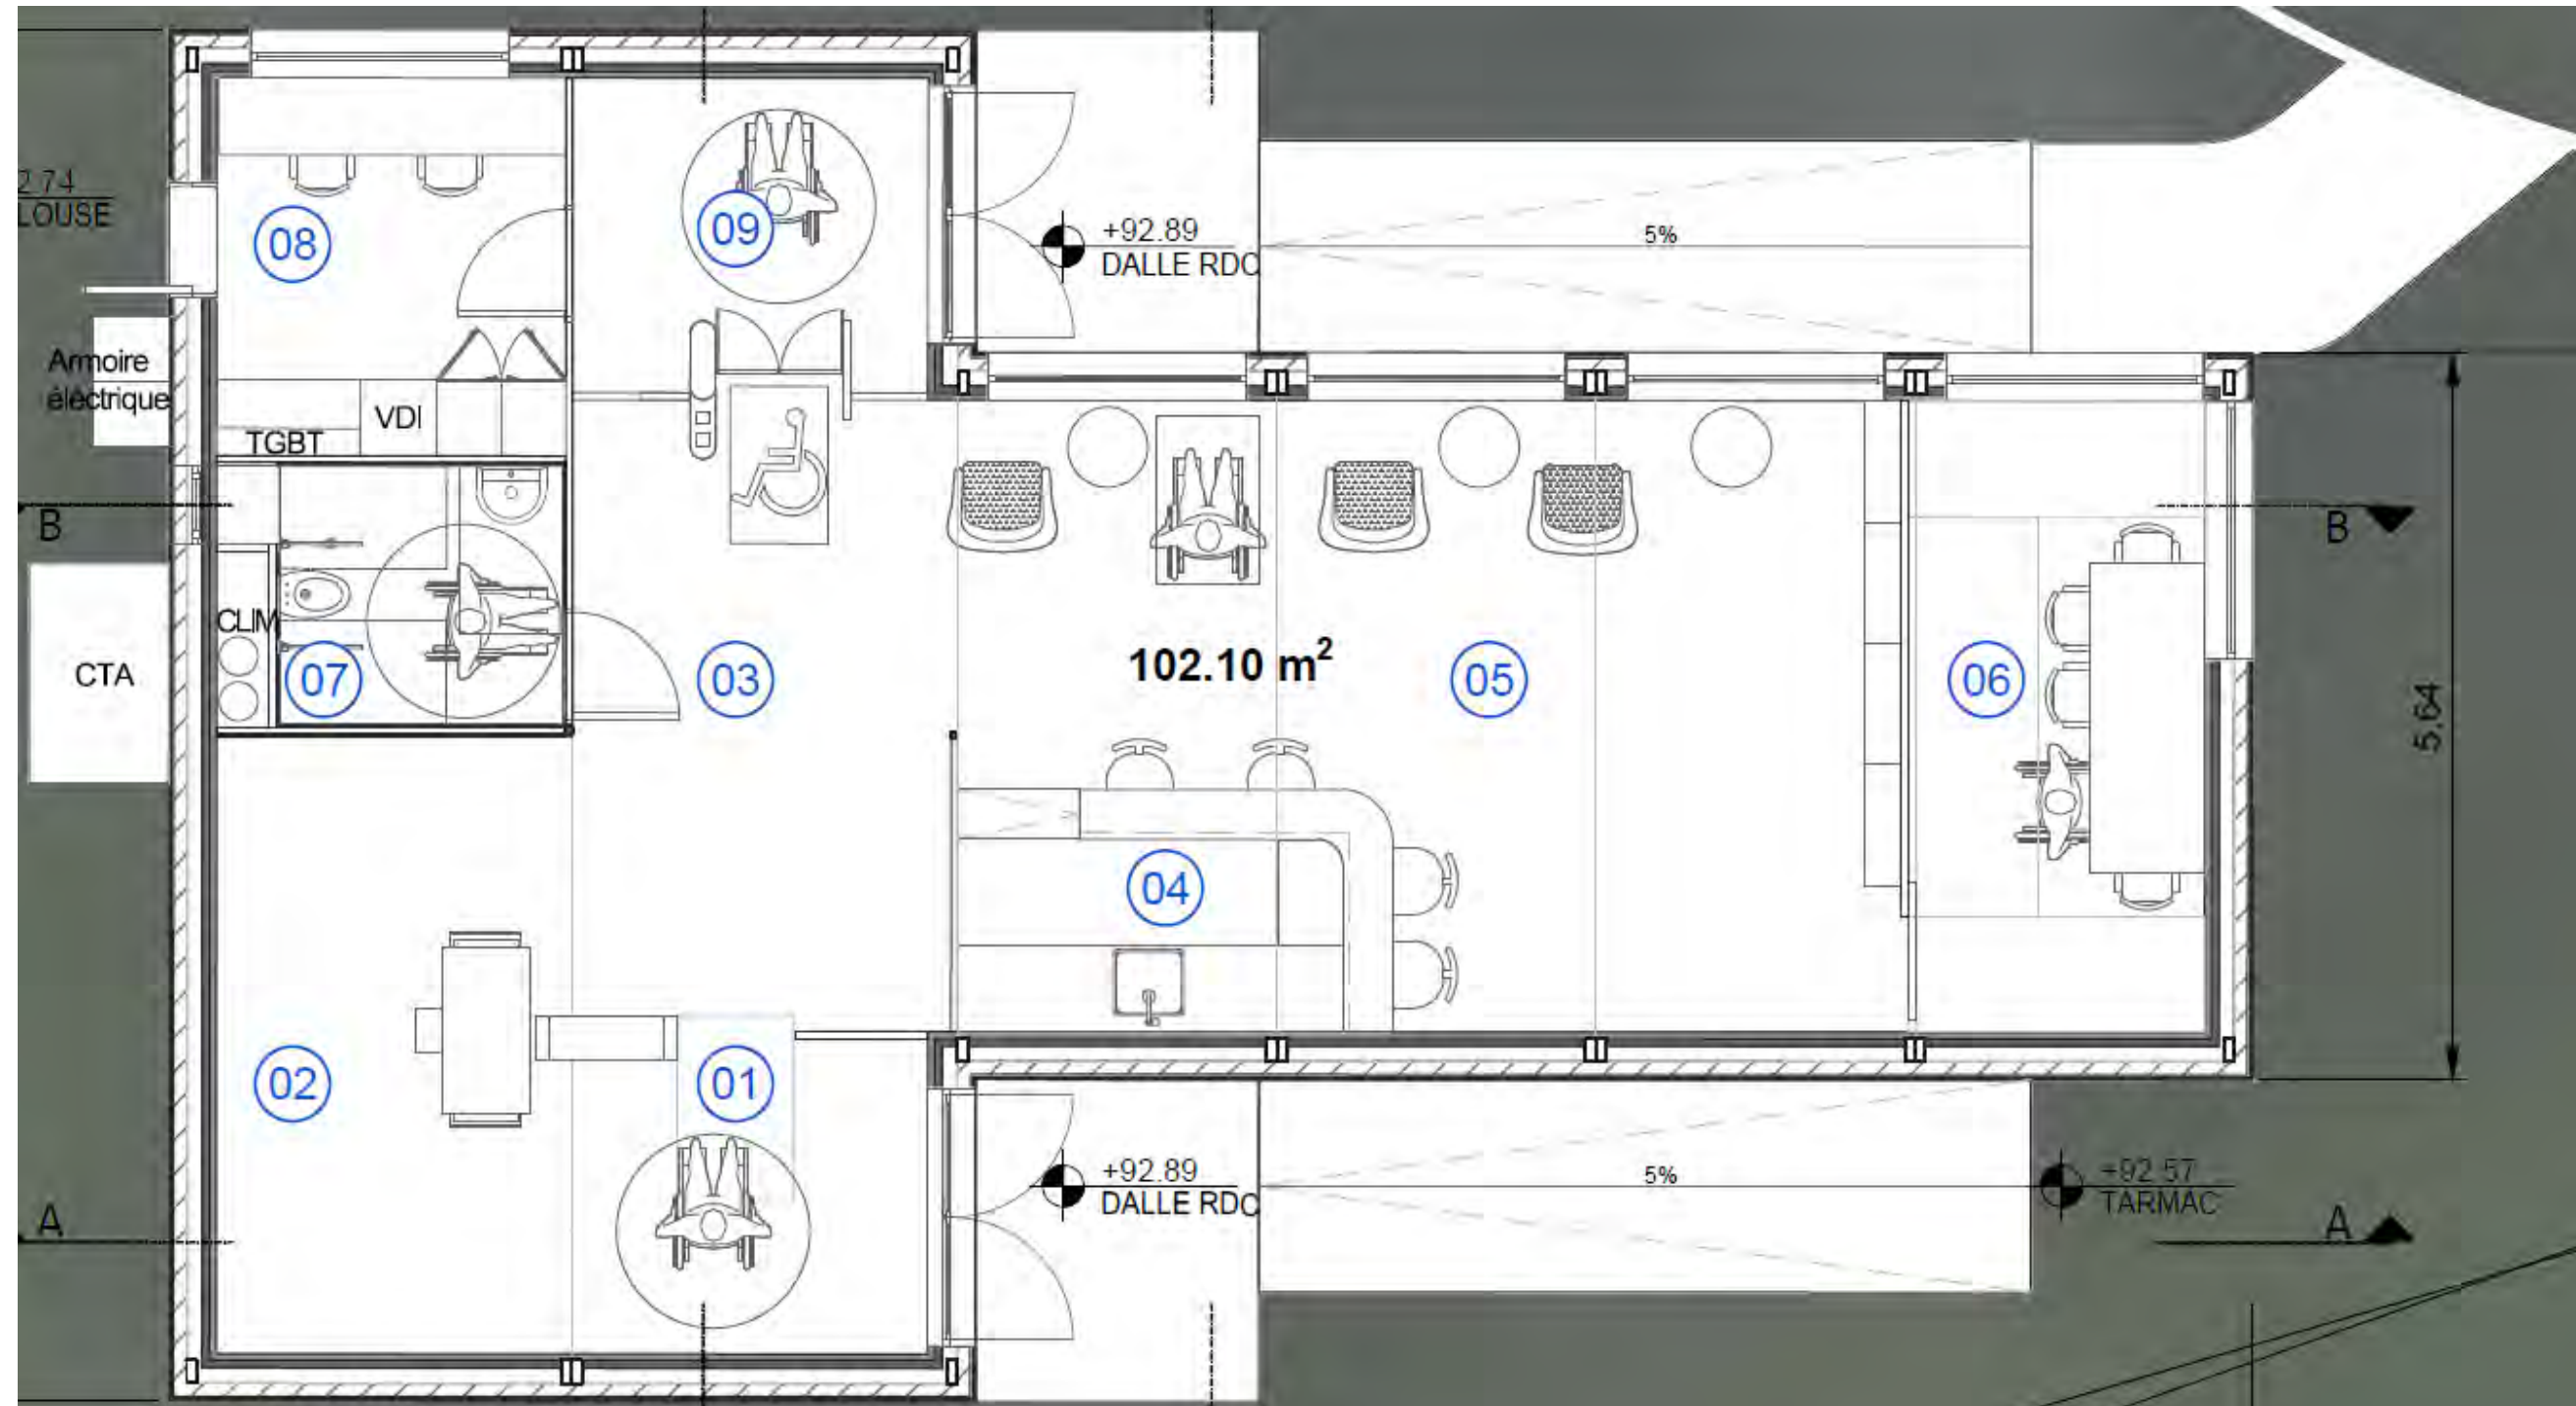 2.74
LOUSE
08
09
+92.89
DALLE RDC
5%
Armoire
électrique
TGBT
VDI
B
B
CLIM
CTA
07
03
102.10 m²
05
06
5,64
04
02
01
+92.89
DALLE RDC
5%
+92.57
TARMAC
A
A